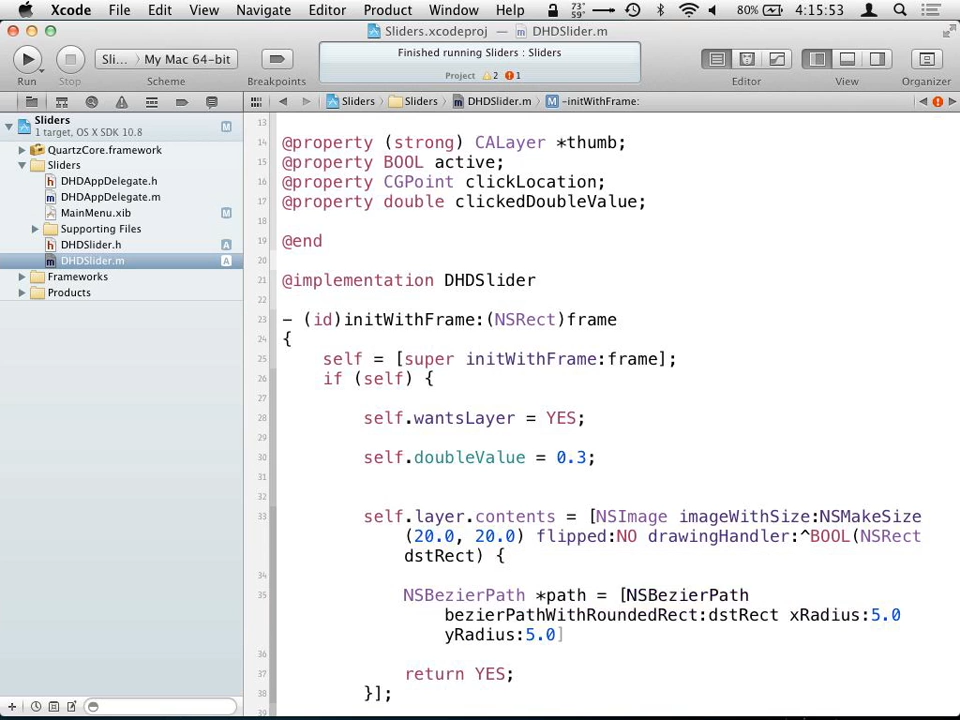 Xcode File Edit View Navigate Editor Product Window Help 73° 59° 80% 4:15:53
Sliders.xcodeproj — DHDSlider.m
Finished running Sliders : Sliders
Project 2 1
Sli... My Mac 64-bit
Run Stop Scheme Breakpoints Editor View Organizer
Sliders Sliders DHDSlider.m M -initWithFrame:
Sliders M
1 target, OS X SDK 10.8
QuartzCore.framework
Sliders
h DHDAppDelegate.h
m DHDAppDelegate.m
MainMenu.xib M
Supporting Files
h DHDSlider.h A
m DHDSlider.m A
Frameworks
Products
13
14 @property (strong) CALayer *thumb;
15 @property BOOL active;
16 @property CGPoint clickLocation;
17 @property double clickedDoubleValue;
18
19 @end
20
21 @implementation DHDSlider
22
23 - (id)initWithFrame:(NSRect)frame
24 {
25 self = [super initWithFrame:frame];
26 if (self) {
27
28 self.wantsLayer = YES;
29
30 self.doubleValue = 0.3;
31
32
33 self.layer.contents = [NSImage imageWithSize:NSMakeSize
(20.0, 20.0) flipped:NO drawingHandler:^BOOL(NSRect
dstRect) {
34
35 NSBezierPath *path = [NSBezierPath
bezierPathWithRoundedRect:dstRect xRadius:5.0
yRadius:5.0]
36
37 return YES;
38 }];
39